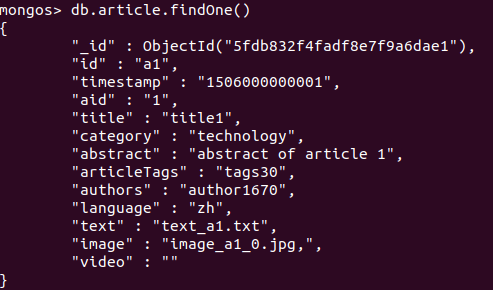 mongos> db.article.findOne()
{
        "_id" : ObjectId("5fdb832f4fadf8e7f9a6dae1"),
        "id" : "a1",
        "timestamp" : "1506000000001",
        "aid" : "1",
        "title" : "title1",
        "category" : "technology",
        "abstract" : "abstract of article 1",
        "articleTags" : "tags30",
        "authors" : "author1670",
        "language" : "zh",
        "text" : "text_a1.txt",
        "image" : "image_a1_0.jpg,",
        "video" : ""
}